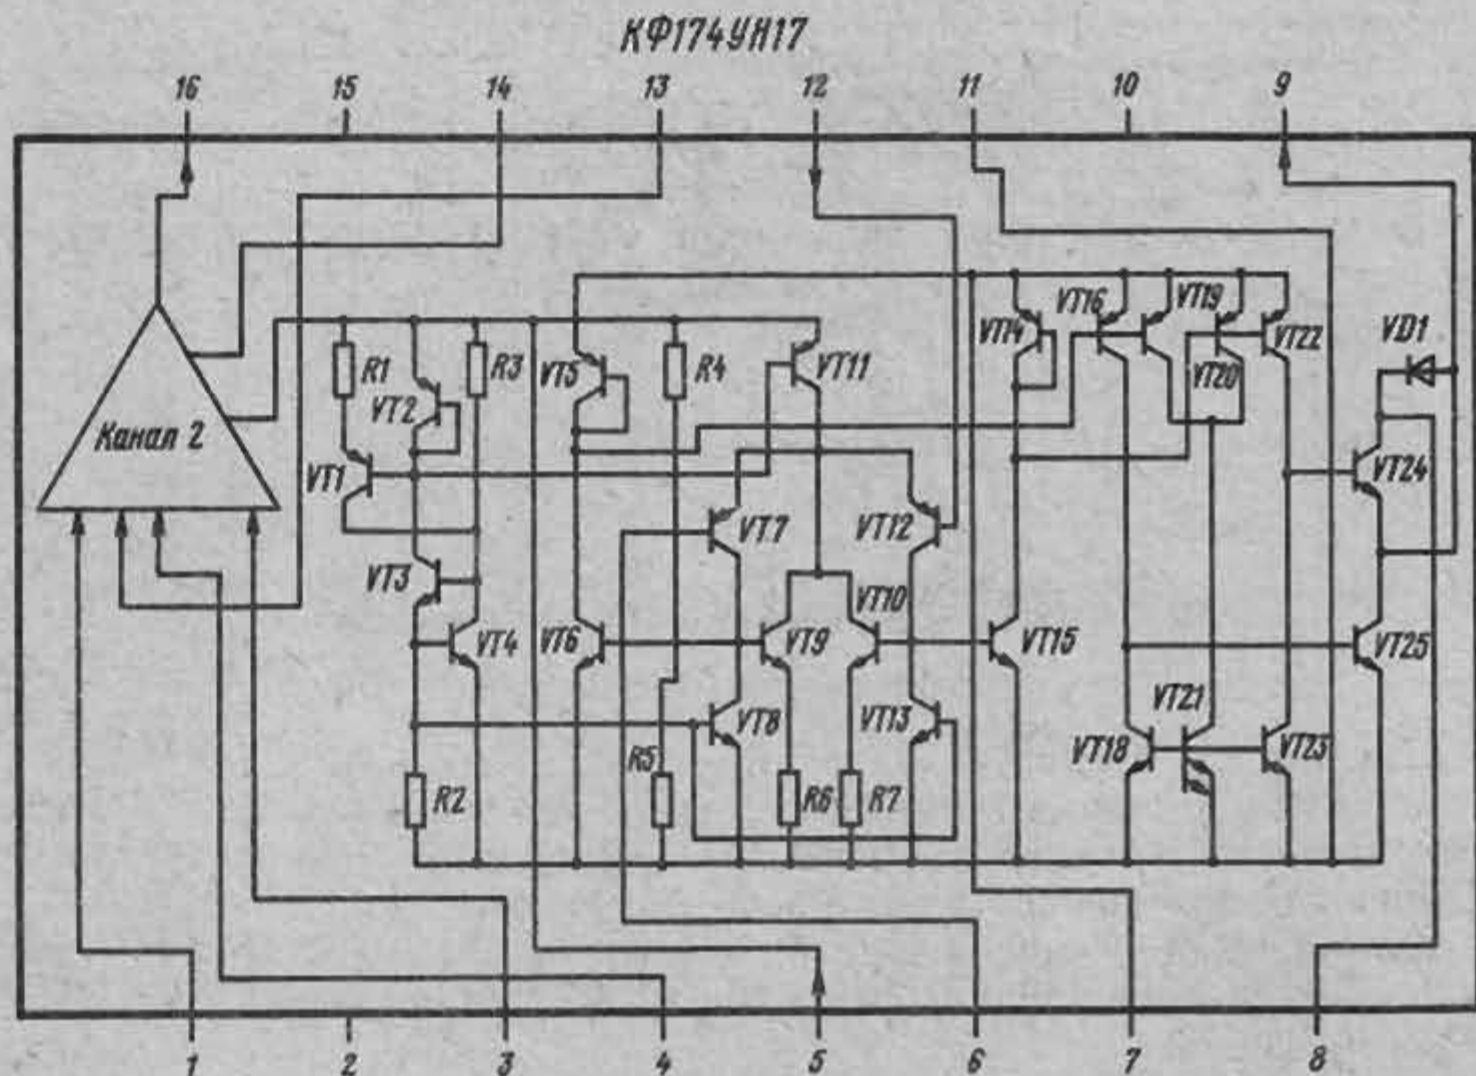 КФ174УН17
16 15 14 13 12 11 10 9
VT16 VT19
VT14 VT22 VD1
R1 R3 VT5 R4 VT11
VT2 VT20
Канал 2
VT1 VT24
VT7 VT12
VT3 VT10
VT4 VT6 VT9 VT15 VT25
VT21
VT8 VT13 VT18 VT23
R5
R2 R6 R7
1 2 3 4 5 6 7 8